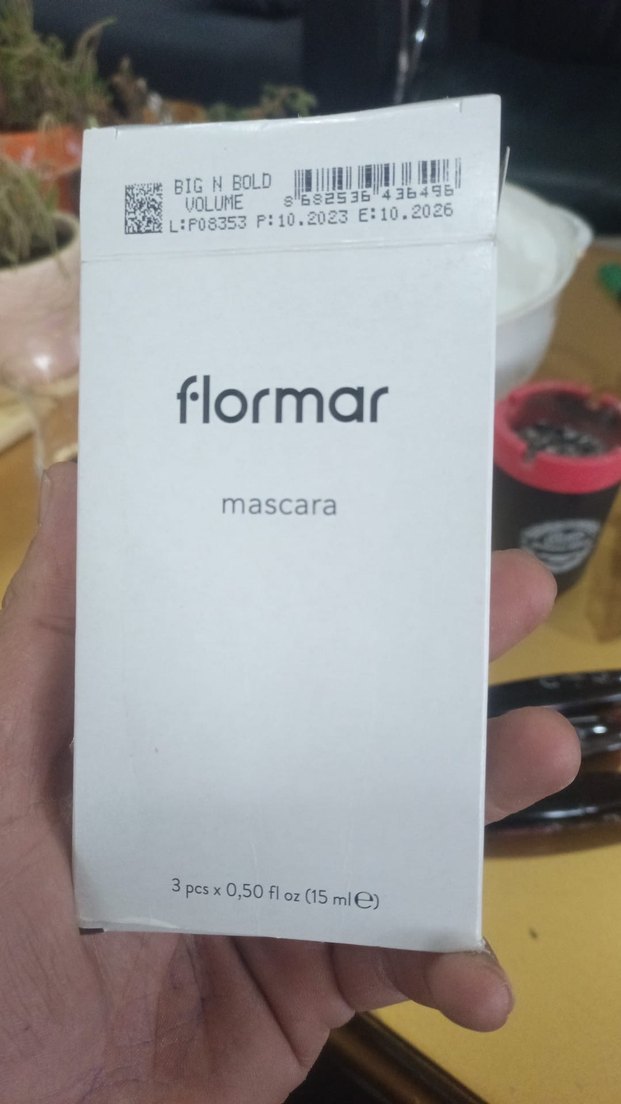 BIG N BOLD
VOLUME
8 682536 436496
L:P08353 P:10.2023 E:10.2026
flormar
mascara
3 pcs x 0,50 fl oz (15 ml ℮)